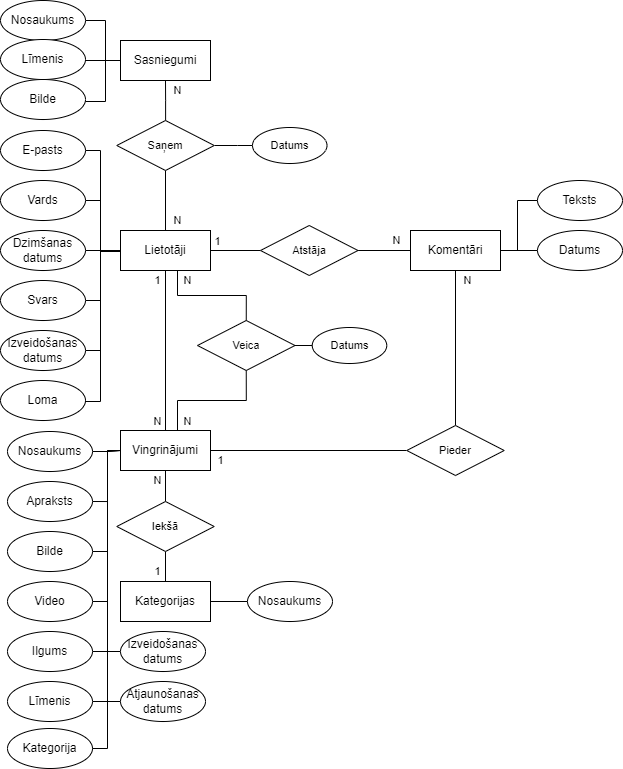 Nosaukums
Līmenis
Sasniegumi
Bilde
N
E-pasts
Saņem
Datums
Vards
N
Teksts
Dzimšanas
datums
Lietotāji
1
Atstāja
N
Komentāri
Datums
1
N
N
Svars
Izveidošanas
datums
Veica
Datums
Loma
N
N
Nosaukums
Vingrinājumi
1
Pieder
N
Apraksts
Iekšā
Bilde
1
Video
Kategorijas
Nosaukums
Ilgums
Izveidošanas
datums
Līmenis
Atjaunošanas
datums
Kategorija